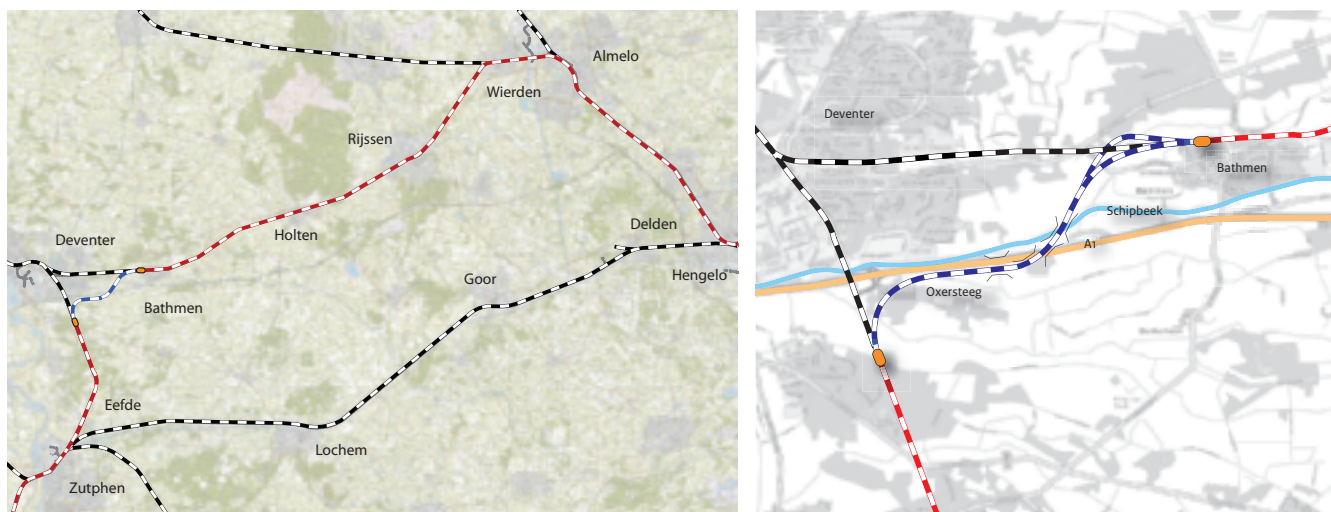 Almelo
Wierden
Rijssen
Delden
Deventer
Holten
Goor
Hengelo
Bathmen
Eefde
Lochem
Zutphen
Deventer
Bathmen
Schipbeek
A1
Oxersteeg